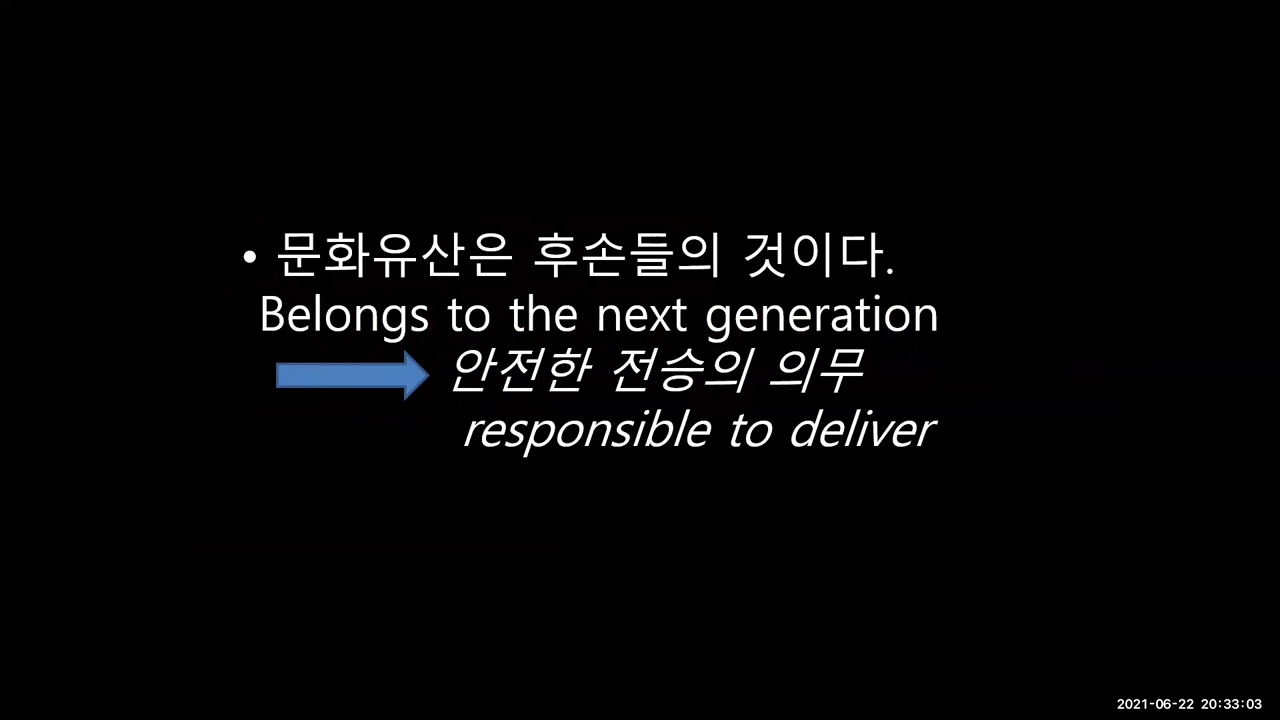 • 문화유산은 후손들의 것이다.
Belongs to the next generation
안전한 전승의 의무
responsible to deliver
2021-06-22 20:33:03